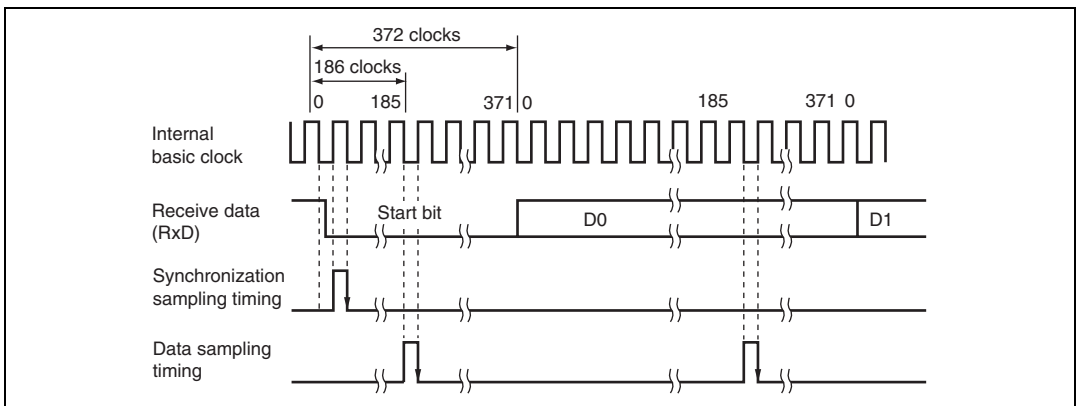 372 clocks
186 clocks
0 185 371 0 185 371 0
Internal
basic clock
Receive data
(RxD)
Start bit D0 D1
Synchronization
sampling timing
Data sampling
timing